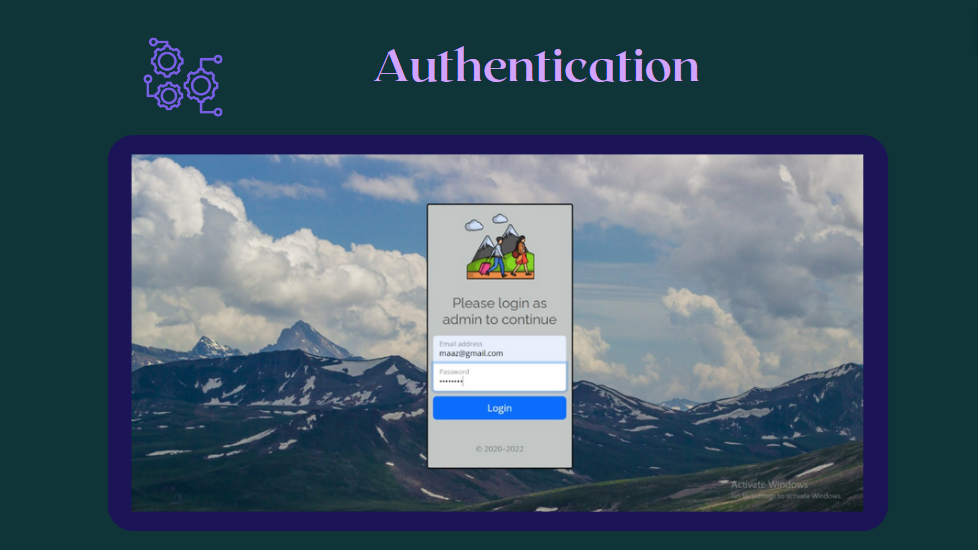 Authentication
Please login as
admin to continue
Email address
maaz@gmail.com
Password
••••••••
Login
© 2020–2022
Activate Windows
Go to Settings to activate Windows.